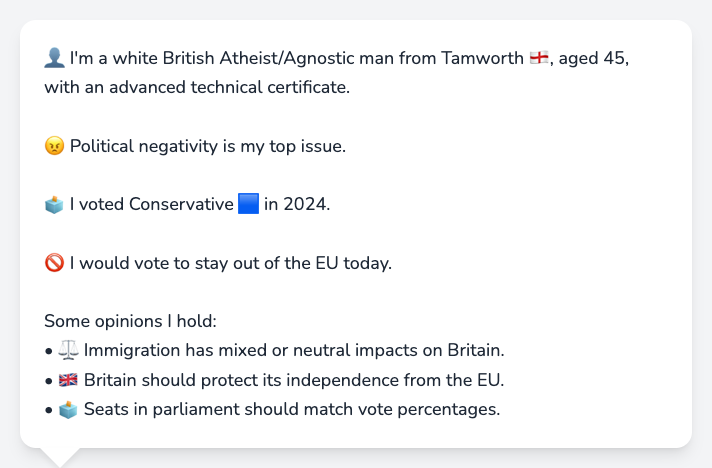 👤 I'm a white British Atheist/Agnostic man from Tamworth 🏴󠁧󠁢󠁥󠁮󠁧󠁿, aged 45,
with an advanced technical certificate.
😠 Political negativity is my top issue.
🗳️ I voted Conservative 🟦 in 2024.
🚫 I would vote to stay out of the EU today.
Some opinions I hold:
• ⚖️ Immigration has mixed or neutral impacts on Britain.
• 🇬🇧 Britain should protect its independence from the EU.
• 🗳️ Seats in parliament should match vote percentages.